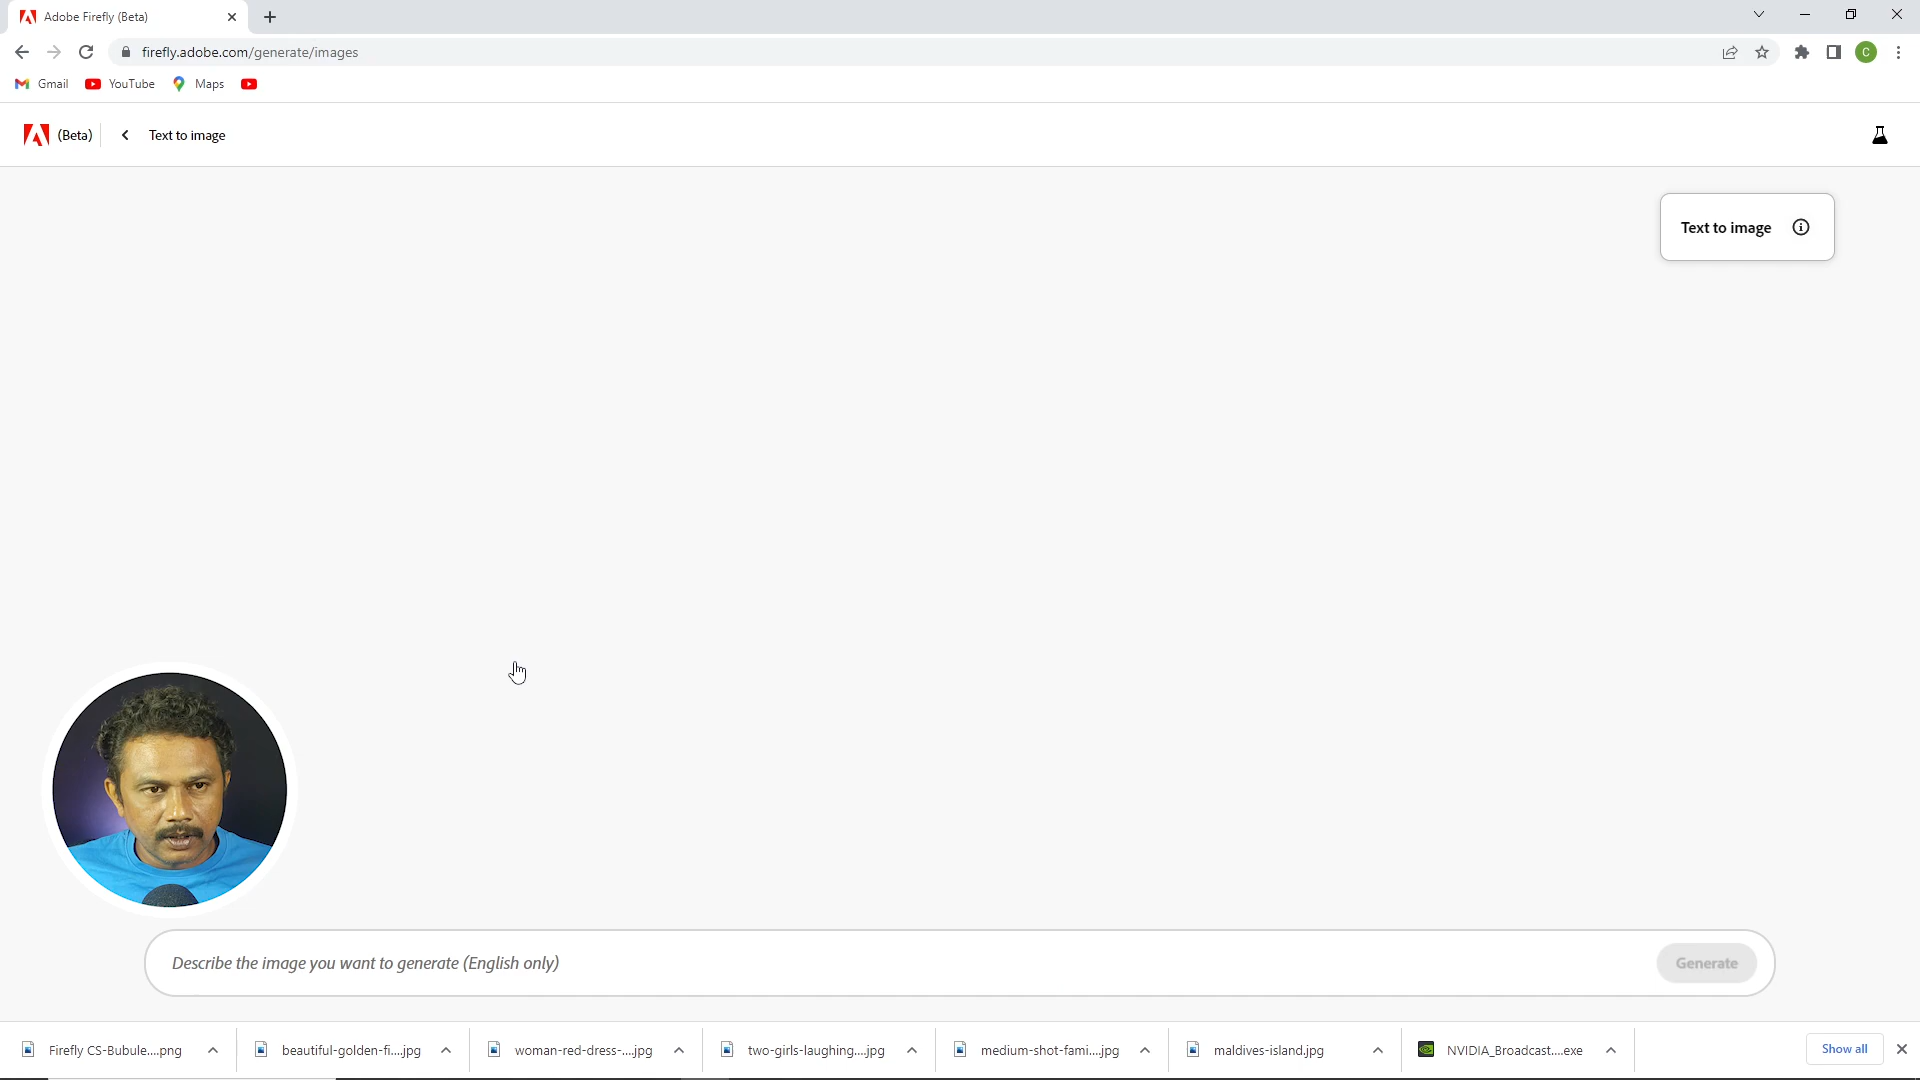 Adobe Firefly (Beta)
firefly.adobe.com/generate/images
Gmail YouTube Maps
(Beta) Text to image
Text to image
Describe the image you want to generate (English only) Generate
Firefly CS-Bubule....png beautiful-golden-fi....jpg woman-red-dress-....jpg two-girls-laughing....jpg medium-shot-fami....jpg maldives-island.jpg NVIDIA_Broadcast....exe Show all